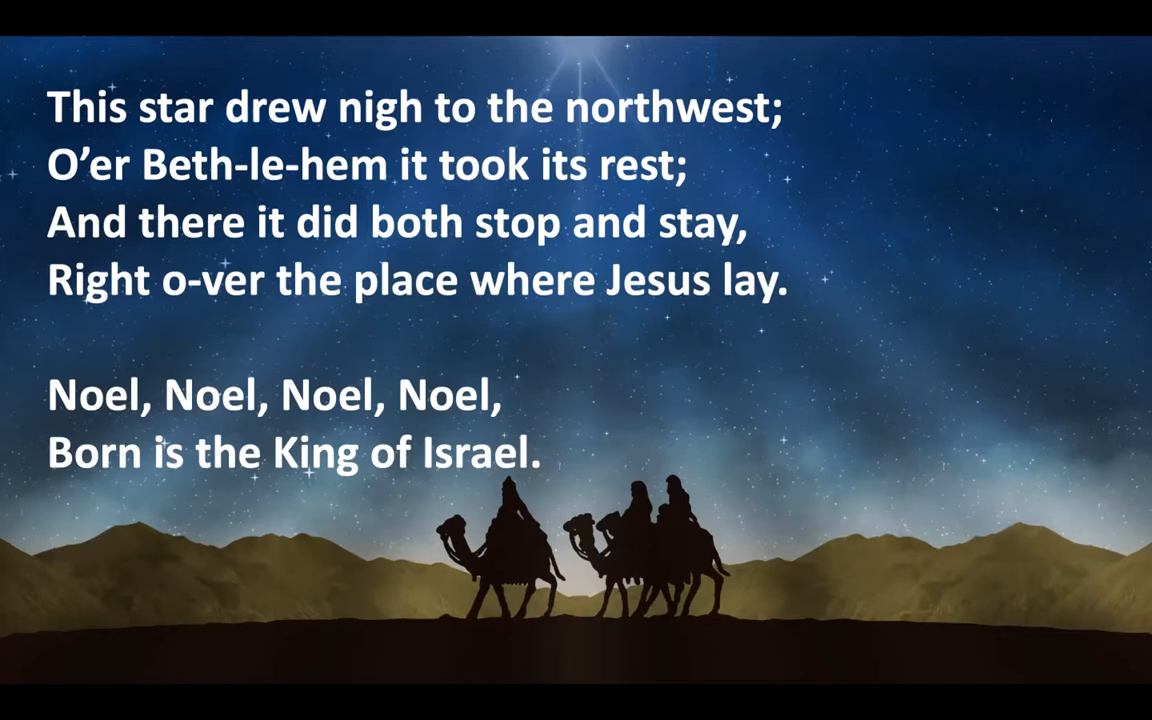 This star drew nigh to the northwest;
O’er Beth-le-hem it took its rest;
And there it did both stop and stay,
Right o-ver the place where Jesus lay.
Noel, Noel, Noel, Noel,
Born is the King of Israel.